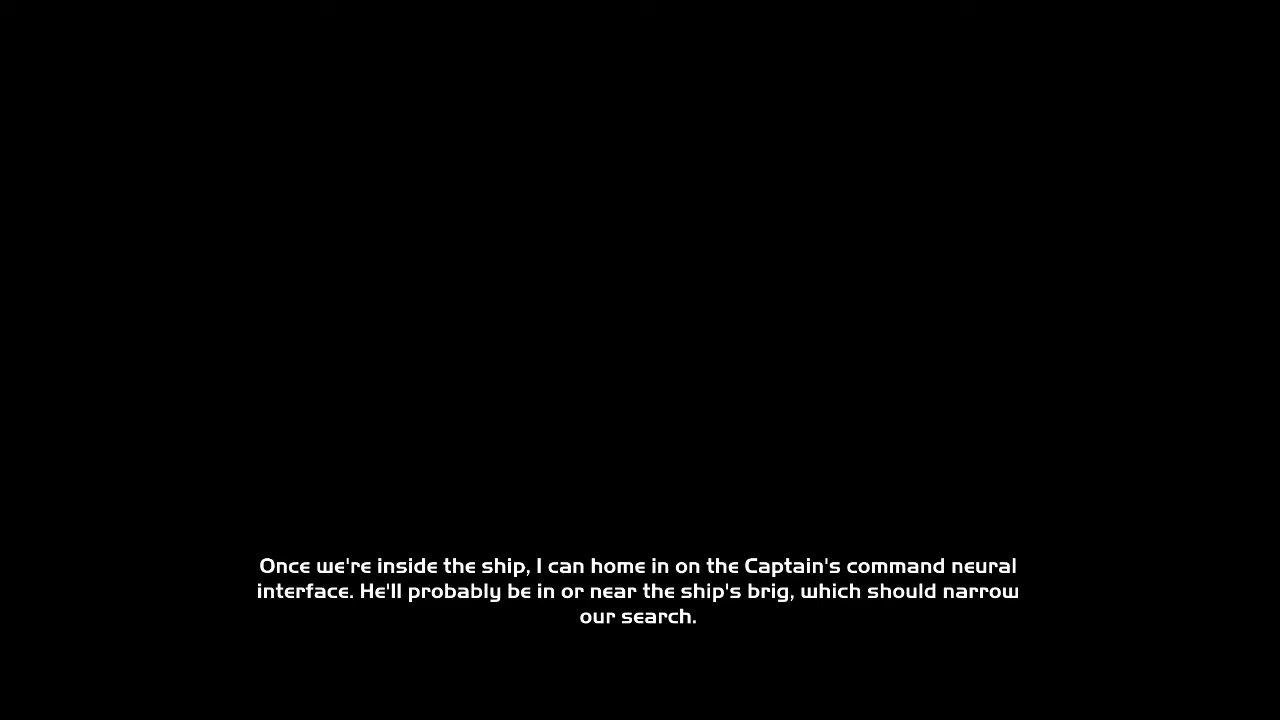 Once we're inside the ship, I can home in on the Captain's command neural
interface. He'll probably be in or near the ship's brig, which should narrow
our search.